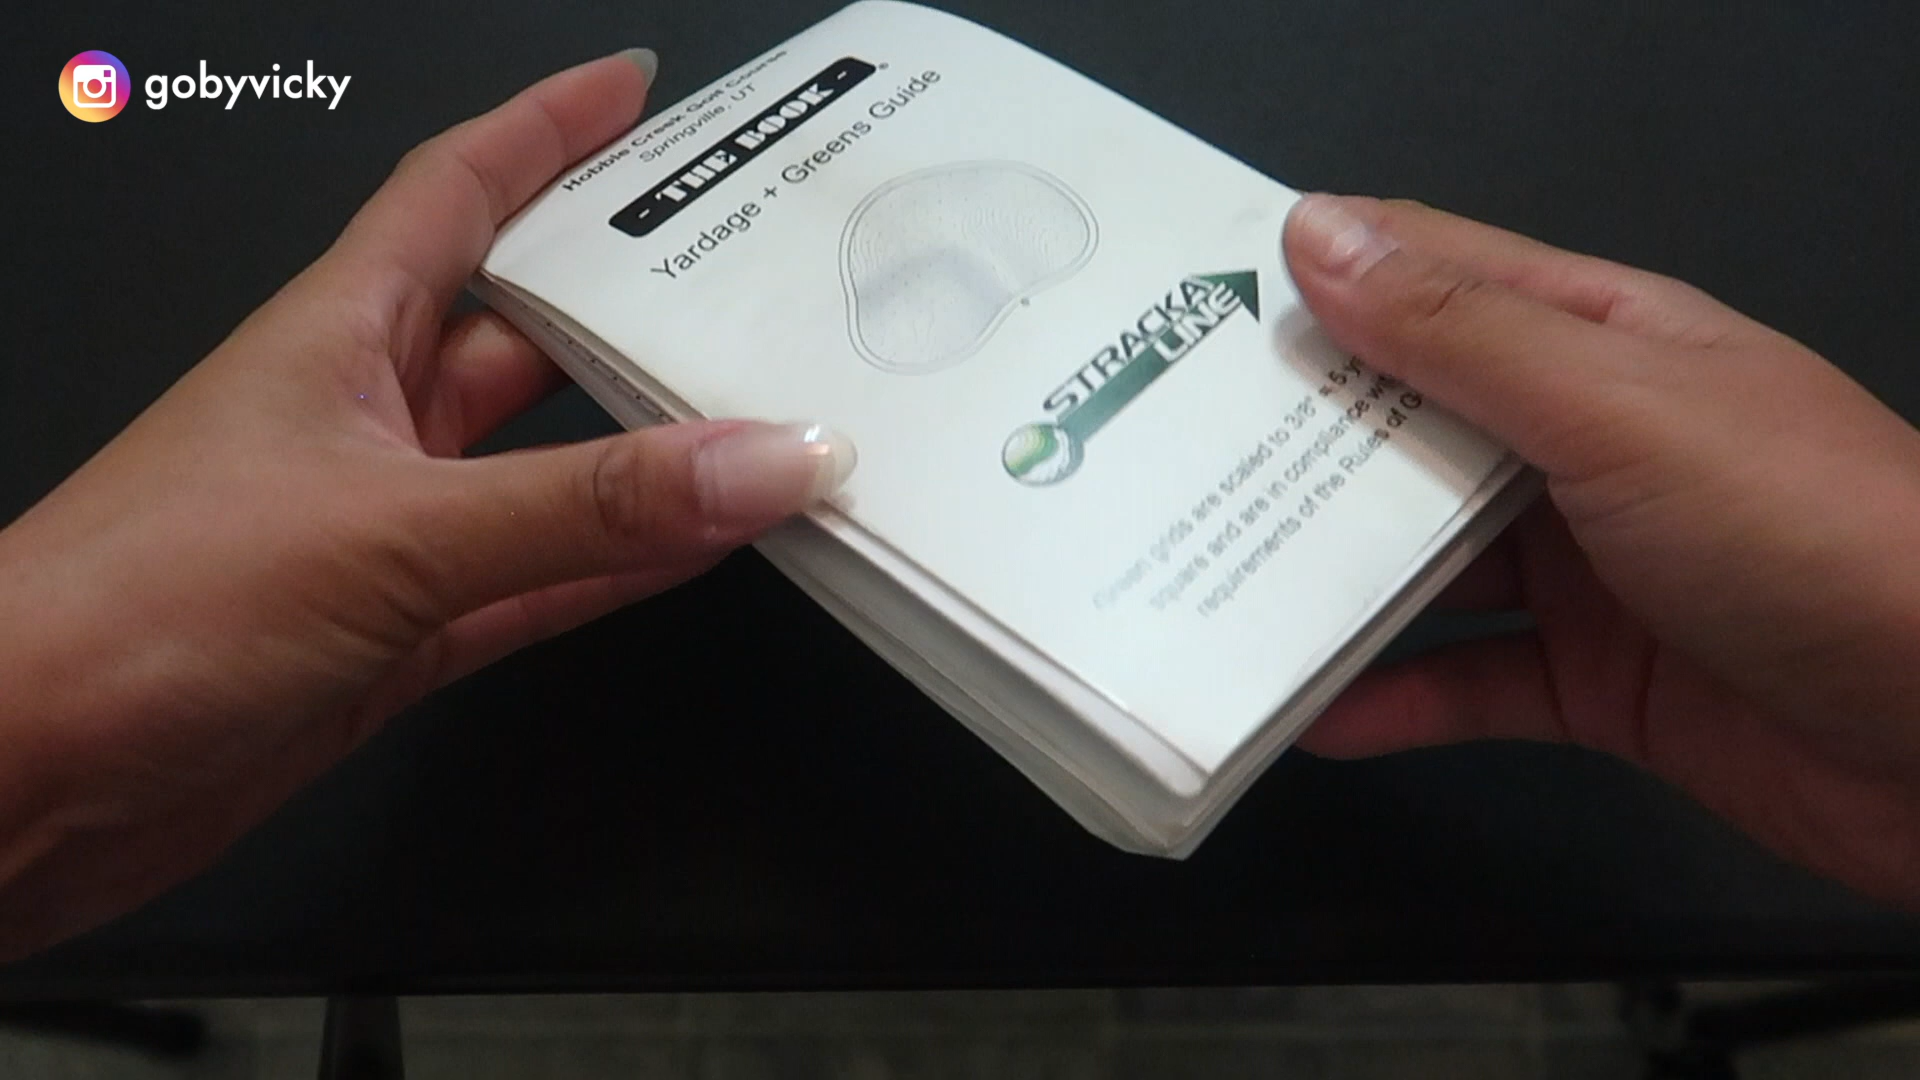 gobyvicky
Hobble Creek Golf Course
Springville, UT
- THE BOOK - ®
Yardage + Greens Guide
STRACKA
LINE
Green grids are scaled to 3/8" = 5
square and are in compliance
requirements of the Rules of